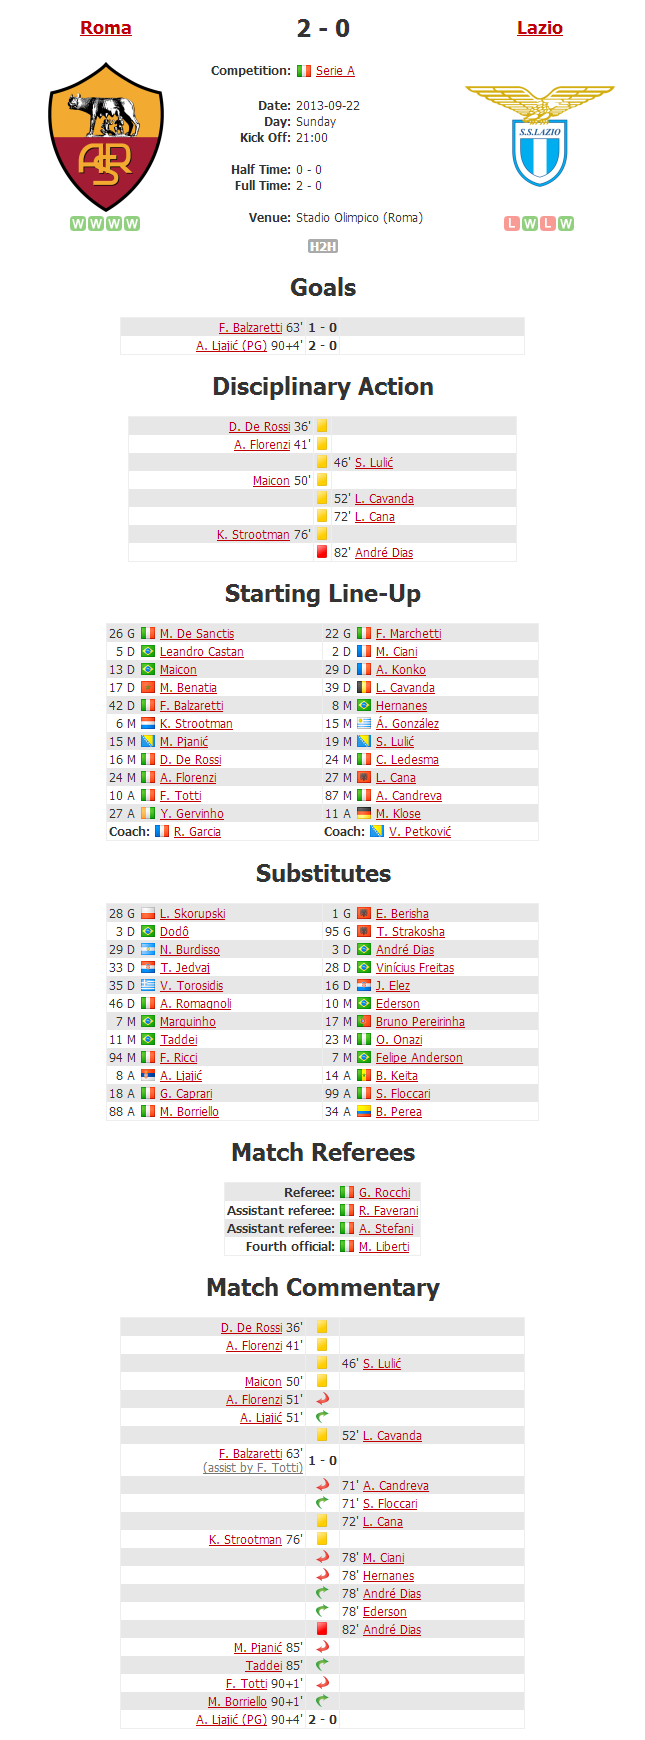 Roma 2 - 0 Lazio
Competition: Serie A
Date: 2013-09-22
Day: Sunday
Kick Off: 21:00
Half Time: 0 - 0
Full Time: 2 - 0
Venue: Stadio Olimpico (Roma)
ASR
S.S.LAZIO
W W W W
L W L W
H2H
Goals
F. Balzaretti 63' 1 - 0
A. Ljajić (PG) 90+4' 2 - 0
Disciplinary Action
D. De Rossi 36'
A. Florenzi 41'
46' S. Lulić
Maicon 50'
52' L. Cavanda
72' L. Cana
K. Strootman 76'
82' André Dias
Starting Line-Up
26 G M. De Sanctis 22 G F. Marchetti
5 D Leandro Castan 2 D M. Ciani
13 D Maicon 29 D A. Konko
17 D M. Benatia 39 D L. Cavanda
42 D F. Balzaretti 8 M Hernanes
6 M K. Strootman 15 M Á. González
15 M M. Pjanić 19 M S. Lulić
16 M D. De Rossi 24 M C. Ledesma
24 M A. Florenzi 27 M L. Cana
10 A F. Totti 87 M A. Candreva
27 A Y. Gervinho 11 A M. Klose
Coach: R. Garcia Coach: V. Petković
Substitutes
28 G L. Skorupski 1 G E. Berisha
3 D Dodô 95 G T. Strakosha
29 D N. Burdisso 3 D André Dias
33 D T. Jedvaj 28 D Vinícius Freitas
35 D V. Torosidis 16 D J. Elez
46 D A. Romagnoli 10 M Ederson
7 M Marquinho 17 M Bruno Pereirinha
11 M Taddei 23 M O. Onazi
94 M F. Ricci 7 M Felipe Anderson
8 A A. Ljajić 14 A B. Keita
18 A G. Caprari 99 A S. Floccari
88 A M. Borriello 34 A B. Perea
Match Referees
Referee: G. Rocchi
Assistant referee: R. Faverani
Assistant referee: A. Stefani
Fourth official: M. Liberti
Match Commentary
D. De Rossi 36'
A. Florenzi 41'
46' S. Lulić
Maicon 50'
A. Florenzi 51'
A. Ljajić 51'
52' L. Cavanda
F. Balzaretti 63' 1 - 0
(assist by F. Totti)
71' A. Candreva
71' S. Floccari
72' L. Cana
K. Strootman 76'
78' M. Ciani
78' Hernanes
78' André Dias
78' Ederson
82' André Dias
M. Pjanić 85'
Taddei 85'
F. Totti 90+1'
M. Borriello 90+1'
A. Ljajić (PG) 90+4' 2 - 0